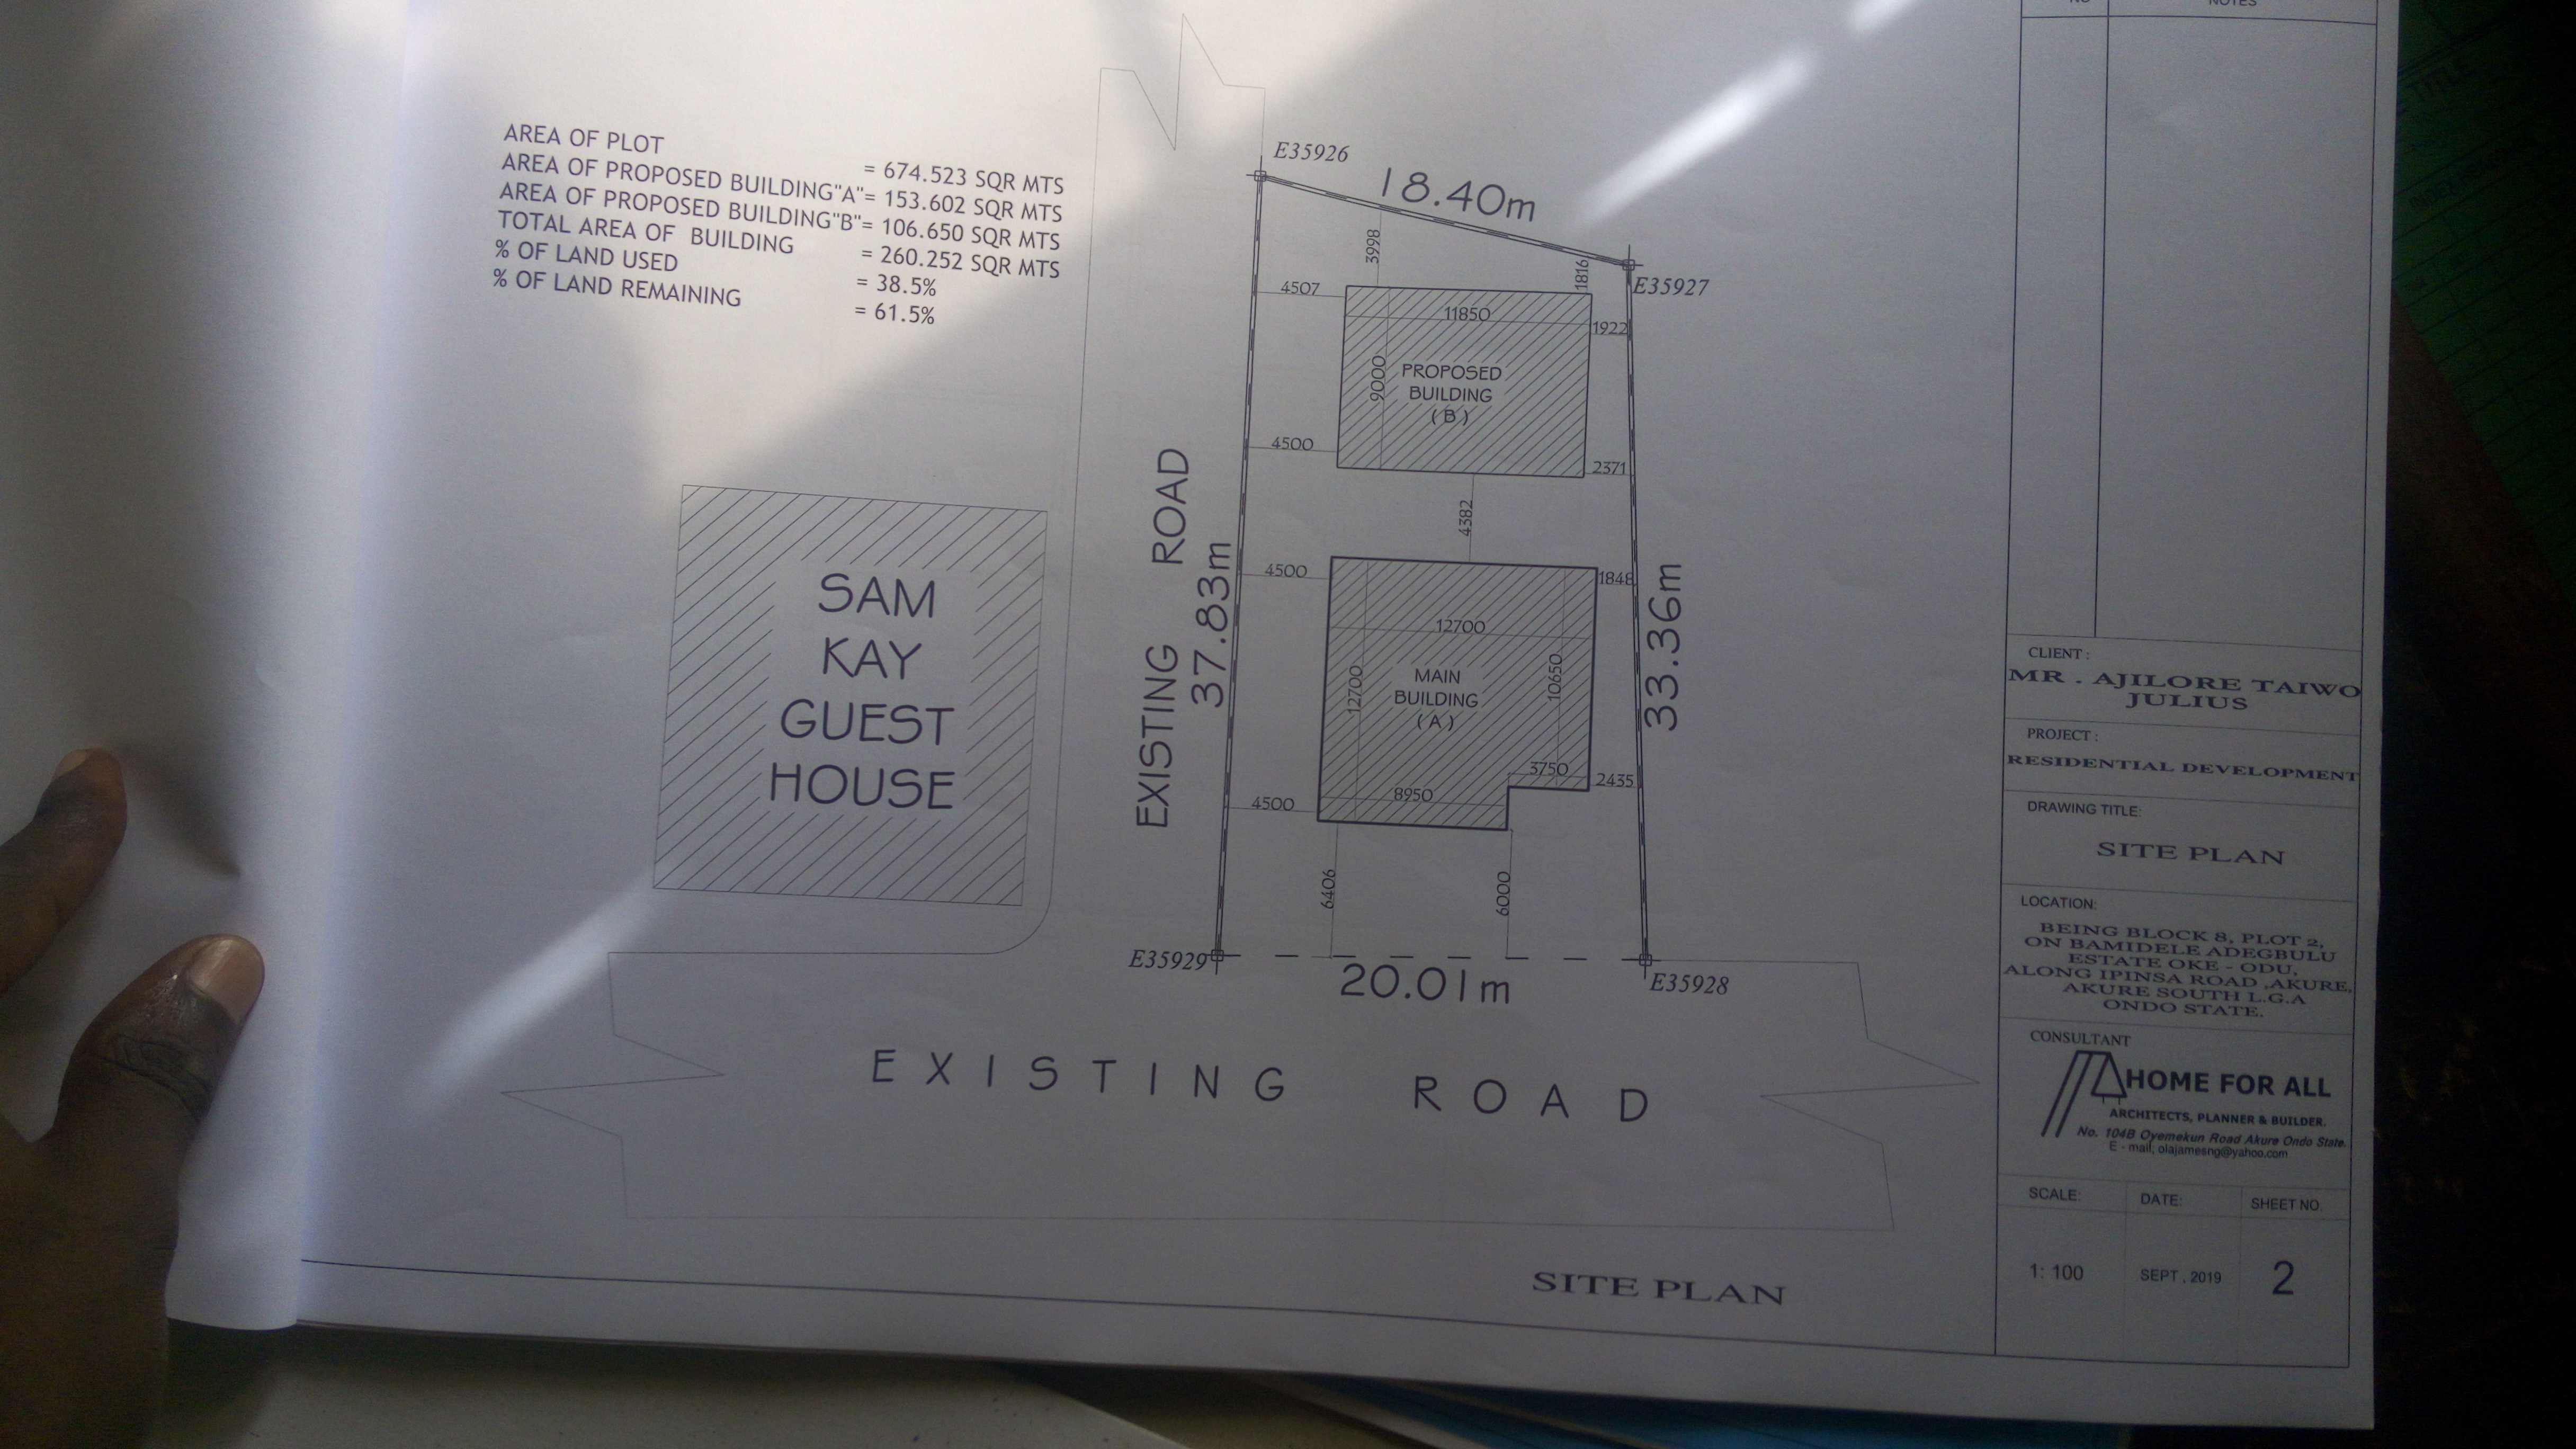 NO
NOTES
AREA OF PLOT = 674.523 SQR MTS
AREA OF PROPOSED BUILDING"A"= 153.602 SQR MTS
AREA OF PROPOSED BUILDING"B"= 106.650 SQR MTS
TOTAL AREA OF BUILDING = 260.252 SQR MTS
% OF LAND USED = 38.5%
% OF LAND REMAINING = 61.5%
E35926
18.40m
3998
1816
E35927
4507
11850
1922
9000
PROPOSED
BUILDING
( B )
4500
2371
4382
EXISTING ROAD
37.83m
33.36m
4500
1848
12700
12700
10650
MAIN
BUILDING
( A )
3750
2435
8950
4500
6406
6000
SAM
KAY
GUEST
HOUSE
E35929
20.01m
E35928
EXISTING ROAD
SITE PLAN
CLIENT :
MR . AJILORE TAIWO
JULIUS
PROJECT :
RESIDENTIAL DEVELOPMENT
DRAWING TITLE:
SITE PLAN
LOCATION:
BEING BLOCK 8, PLOT 2,
ON BAMIDELE ADEGBULU
ESTATE OKE - ODU,
ALONG IPINSA ROAD ,AKURE,
AKURE SOUTH L.G.A
ONDO STATE.
CONSULTANT
HOME FOR ALL
ARCHITECTS, PLANNER & BUILDER.
No. 104B Oyemekun Road Akure Ondo State.
E - mail; olajamesng@yahoo.com
SCALE:
DATE:
SHEET NO.
1: 100
SEPT , 2019
2